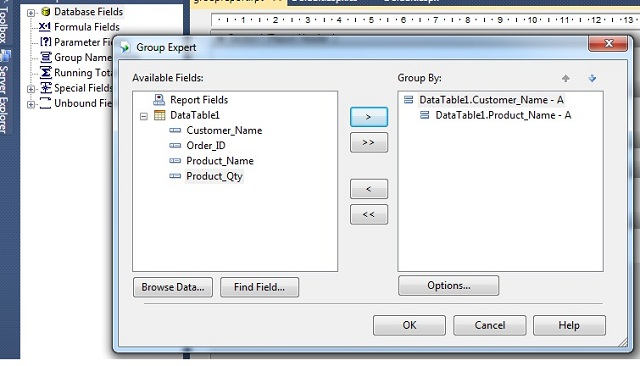 Toolbox
Server Explorer
Database Fields
Formula Fields
Parameter Fi
Group Name
Running Tota
Special Fields
Unbound Fie
Group Expert
Available Fields:
Report Fields
DataTable1
Customer_Name
Order_ID
Product_Name
Product_Qty
Browse Data...
Find Field...
>
>>
<
<<
Group By:
DataTable1.Customer_Name - A
DataTable1.Product_Name - A
Options...
OK
Cancel
Help